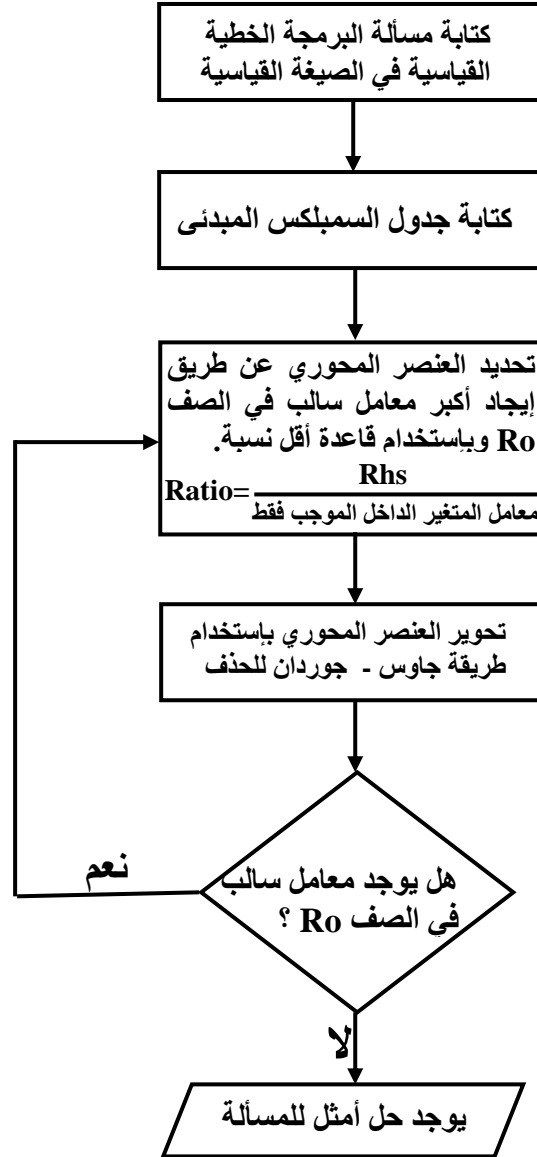 كتابة مسألة البرمجة الخطية
القياسية في الصيغة القياسية
كتابة جدول السمبلكس المبدئى
تحديد العنصر المحوري عن طريق
إيجاد أكبر معامل سالب في الصف
Ro وبإستخدام قاعدة أقل نسبة.
Rhs
Ratio=
معامل المتغير الداخل الموجب فقط
تحوير العنصر المحوري بإستخدام
طريقة جاوس - جوردان للحذف
هل يوجد معامل سالب
في الصف Ro ؟
نعم
لا
يوجد حل أمثل للمسألة